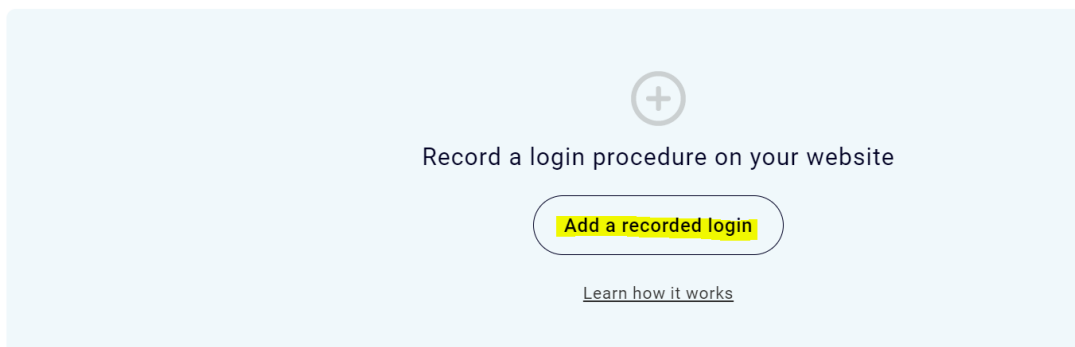 Record a login procedure on your website
Add a recorded login
Learn how it works